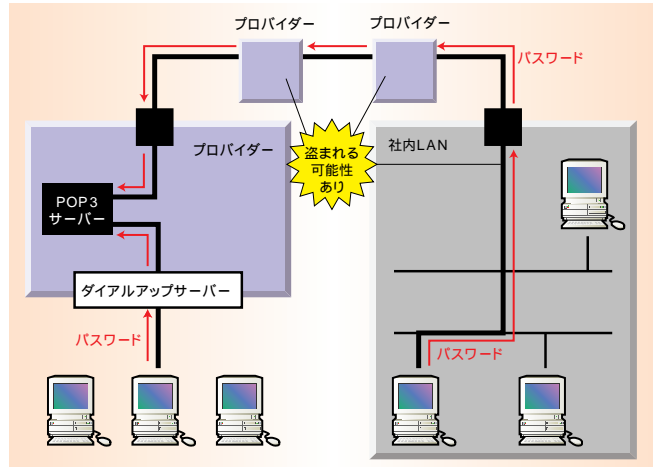 プロバイダー
プロバイダー
パスワード
プロバイダー
盗まれる
可能性
あり
社内LAN
POP3
サーバー
ダイアルアップサーバー
パスワード
パスワード